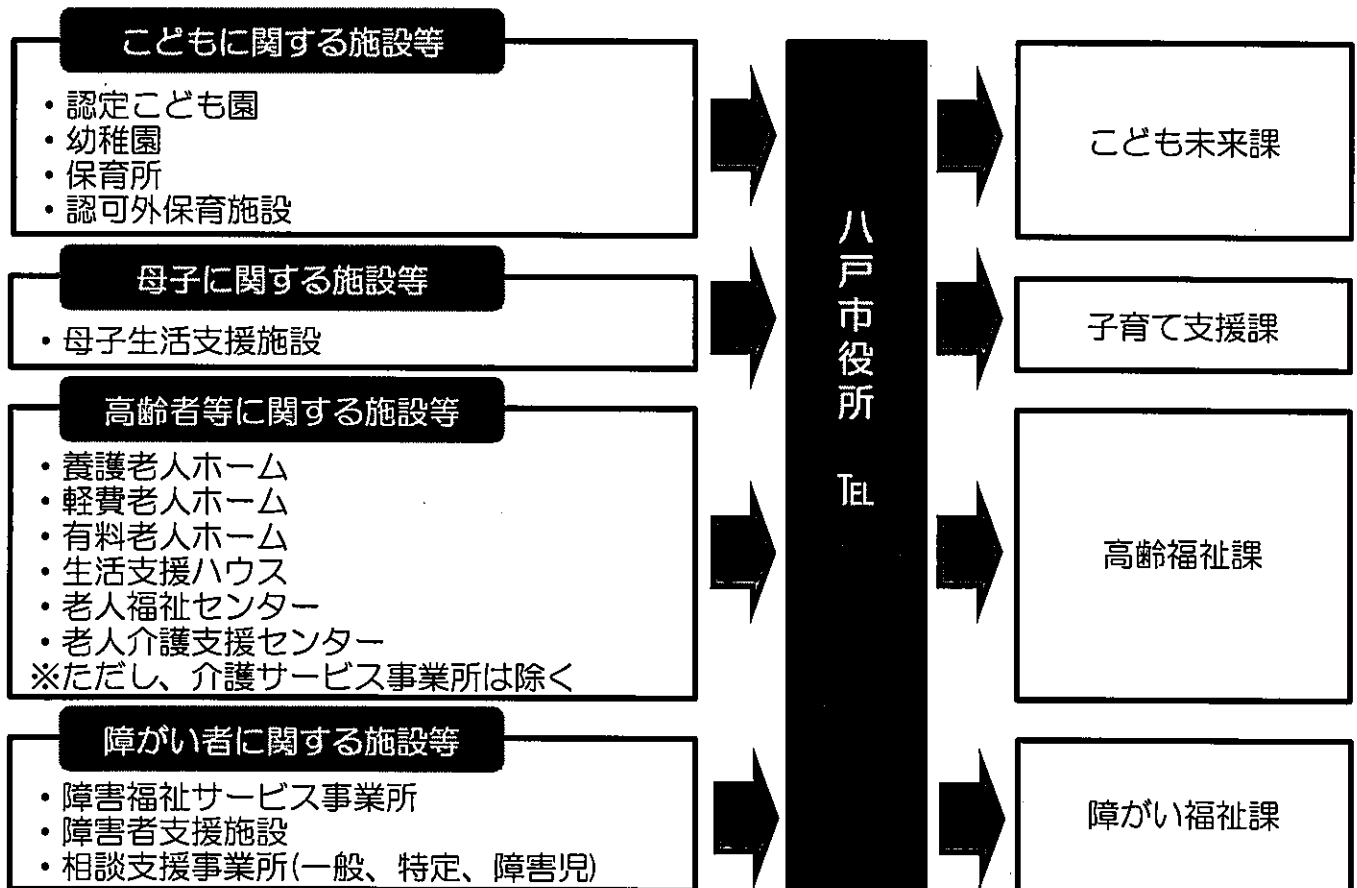 こどもに関する施設等
・認定こども園
・幼稚園
・保育所
・認可外保育施設
母子に関する施設等
・母子生活支援施設
高齢者等に関する施設等
・養護老人ホーム
・軽費老人ホーム
・有料老人ホーム
・生活支援ハウス
・老人福祉センター
・老人介護支援センター
※ただし、介護サービス事業所は除く
障がい者に関する施設等
・障害福祉サービス事業所
・障害者支援施設
・相談支援事業所(一般、特定、障害児)
八戸市役所 TEL
こども未来課
子育て支援課
高齢福祉課
障がい福祉課